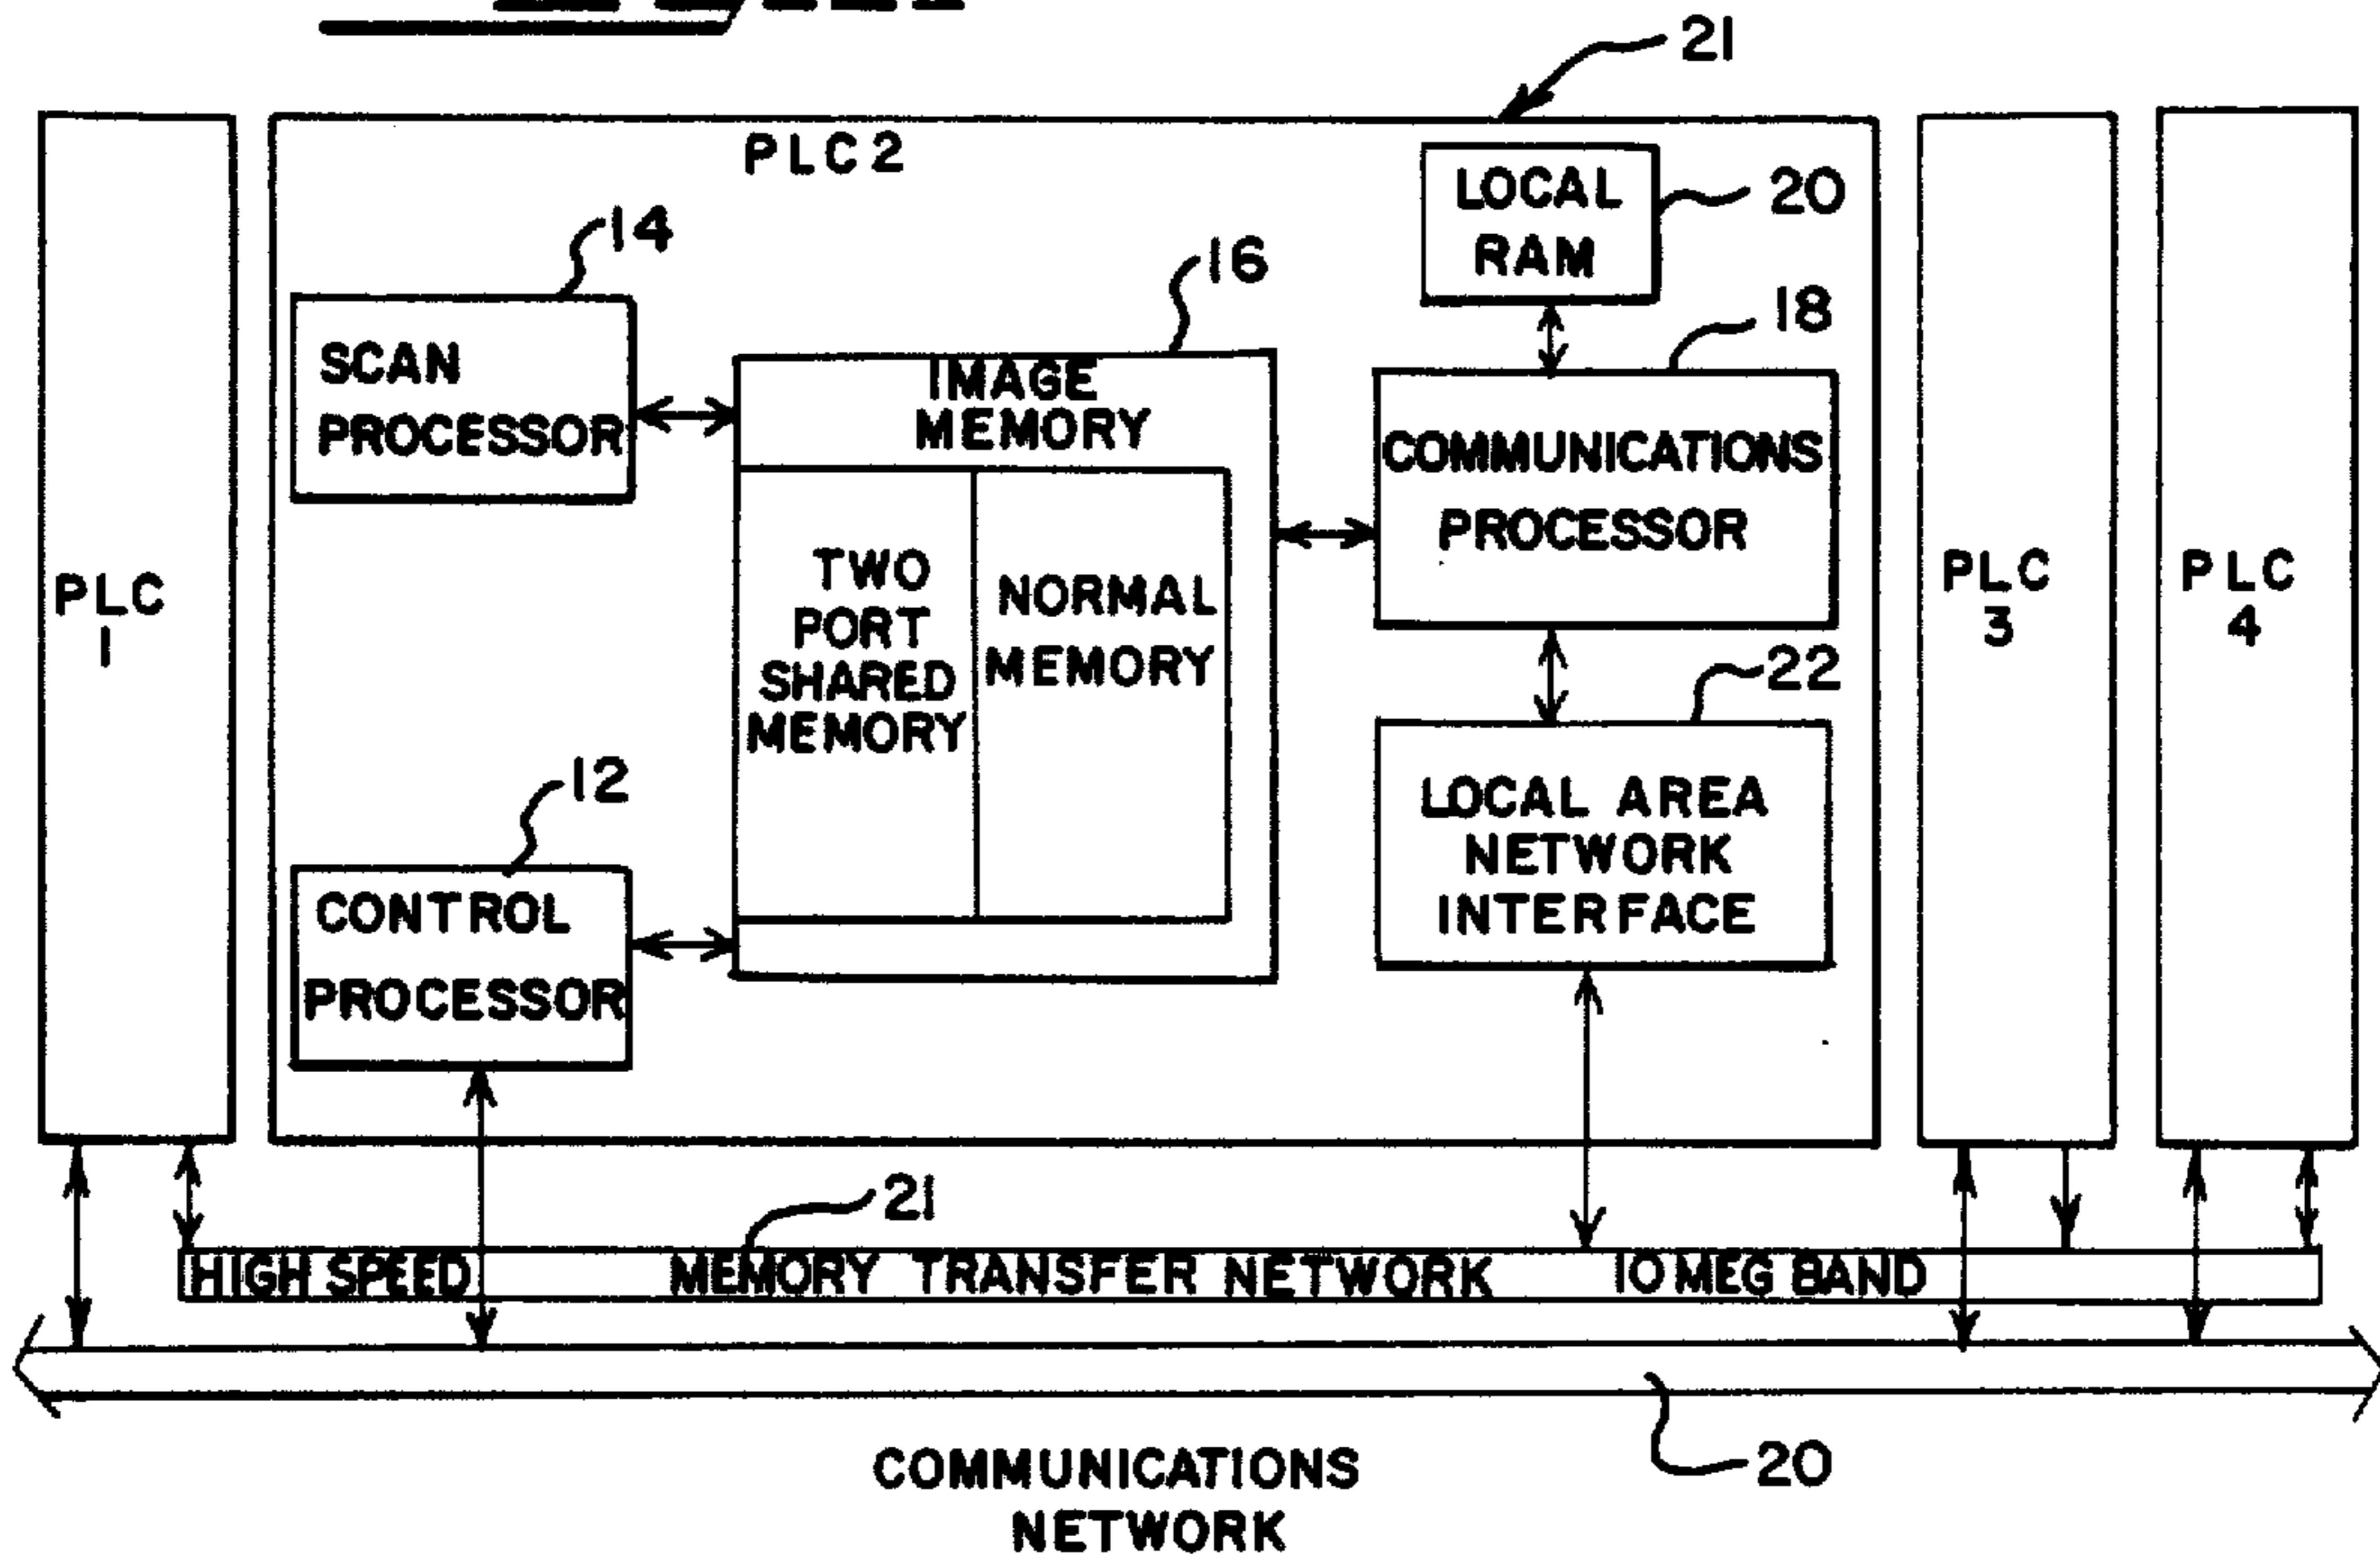 21
PLC 2
LOCAL
RAM
20
14
16
18
SCAN
PROCESSOR
IMAGE
MEMORY
COMMUNICATIONS
PROCESSOR
PLC
1
TWO
PORT
SHARED
MEMORY
NORMAL
MEMORY
PLC
3
PLC
4
22
12
CONTROL
PROCESSOR
LOCAL AREA
NETWORK
INTERFACE
21
HIGH SPEED MEMORY TRANSFER NETWORK 10 MEG BAND
20
COMMUNICATIONS
NETWORK